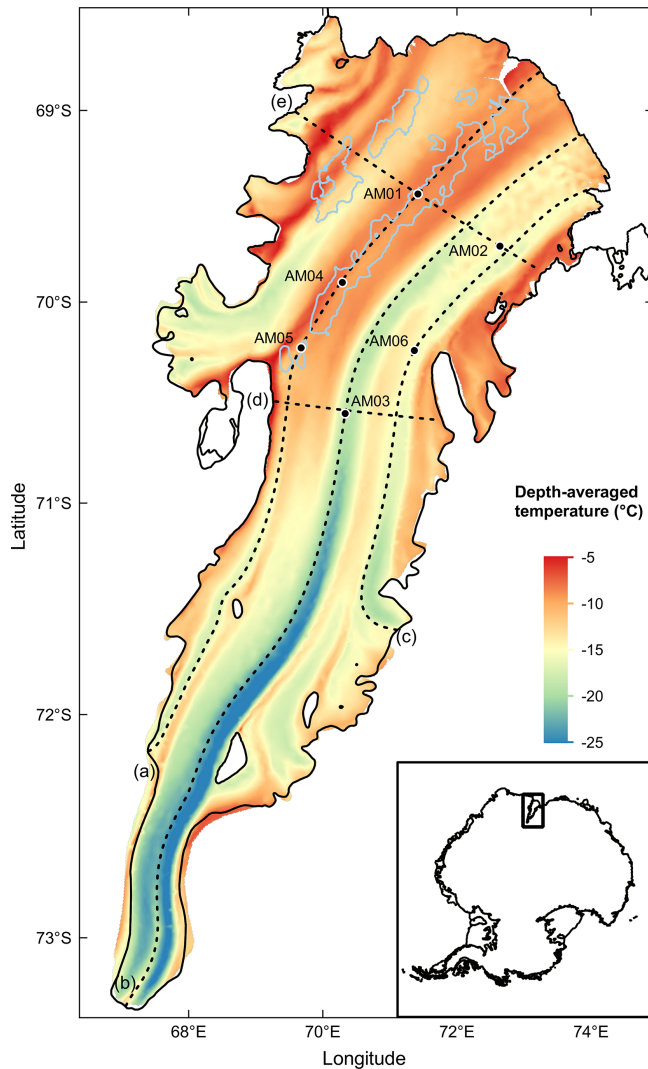 69°S
(e)
AM01
AM02
AM04
70°S
AM05
AM06
(d)
AM03
71°S
Latitude
Depth-averaged
temperature (°C)
-5
-10
-15
-20
-25
(c)
72°S
(a)
73°S
(b)
68°E
70°E
72°E
74°E
Longitude